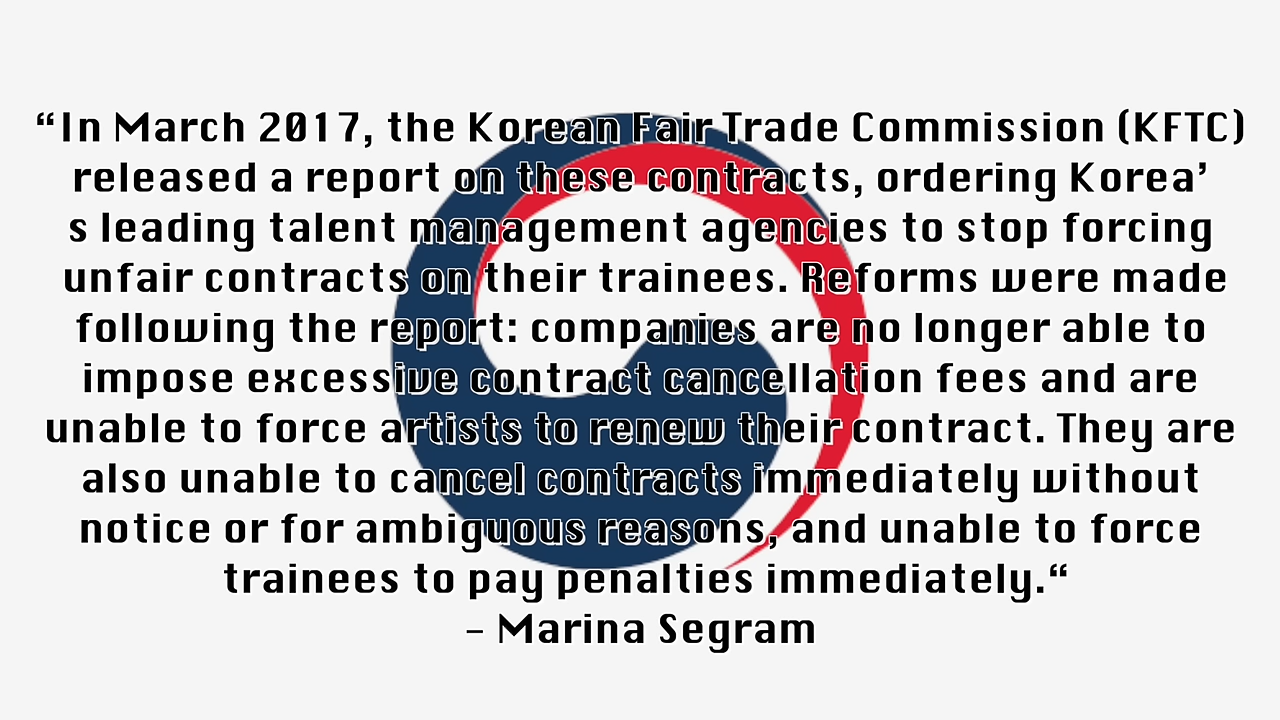 “In March 2017, the Korean Fair Trade Commission (KFTC)
released a report on these contracts, ordering Korea’
s leading talent management agencies to stop forcing
unfair contracts on their trainees. Reforms were made
following the report: companies are no longer able to
impose excessive contract cancellation fees and are
unable to force artists to renew their contract. They are
also unable to cancel contracts immediately without
notice or for ambiguous reasons, and unable to force
trainees to pay penalties immediately.“
- Marina Segram